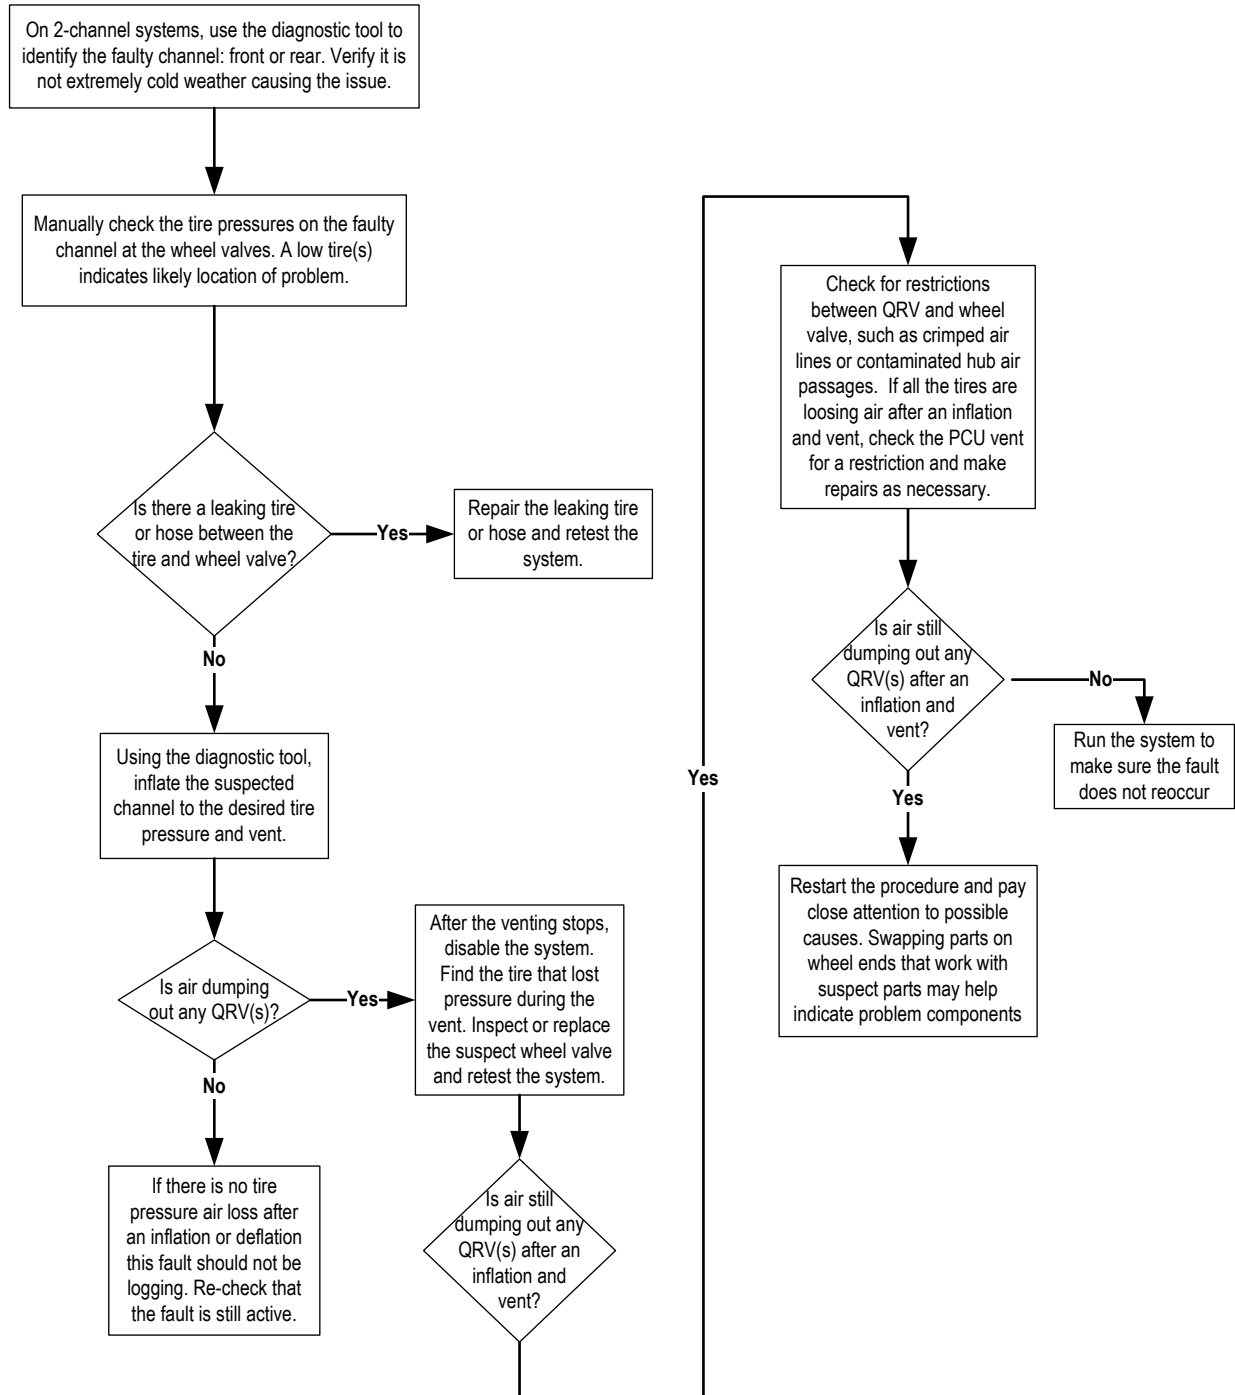 On 2-channel systems, use the diagnostic tool to
identify the faulty channel: front or rear. Verify it is
not extremely cold weather causing the issue.
Manually check the tire pressures on the faulty
channel at the wheel valves. A low tire(s)
indicates likely location of problem.
Is there a leaking tire
or hose between the
tire and wheel valve?
Yes
Repair the leaking tire
or hose and retest the
system.
No
Using the diagnostic tool,
inflate the suspected
channel to the desired tire
pressure and vent.
Is air dumping
out any QRV(s)?
Yes
After the venting stops,
disable the system.
Find the tire that lost
pressure during the
vent. Inspect or replace
the suspect wheel valve
and retest the system.
No
If there is no tire
pressure air loss after
an inflation or deflation
this fault should not be
logging. Re-check that
the fault is still active.
Is air still
dumping out any
QRV(s) after an
inflation and
vent?
Yes
Check for restrictions
between QRV and wheel
valve, such as crimped air
lines or contaminated hub air
passages.  If all the tires are
loosing air after an inflation
and vent, check the PCU vent
for a restriction and make
repairs as necessary.
Is air still
dumping out any
QRV(s) after an
inflation and
vent?
No
Run the system to
make sure the fault
does not reoccur
Yes
Restart the procedure and pay
close attention to possible
causes. Swapping parts on
wheel ends that work with
suspect parts may help
indicate problem components